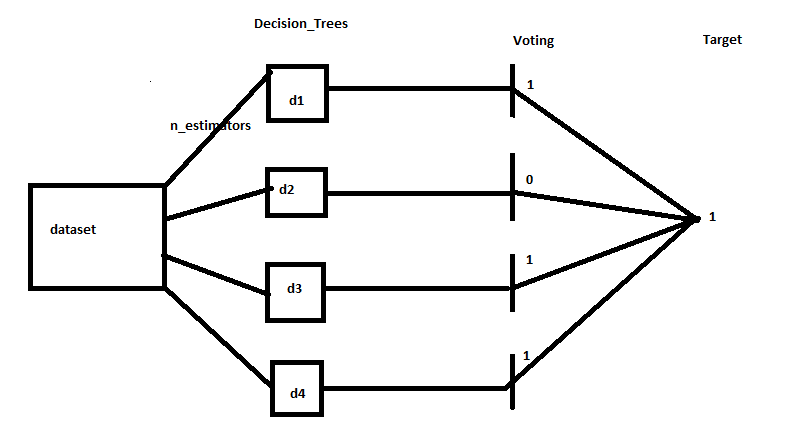 Decision_Trees
Voting
Target
d1
1
n_estimators
d2
0
dataset
1
d3
1
d4
1